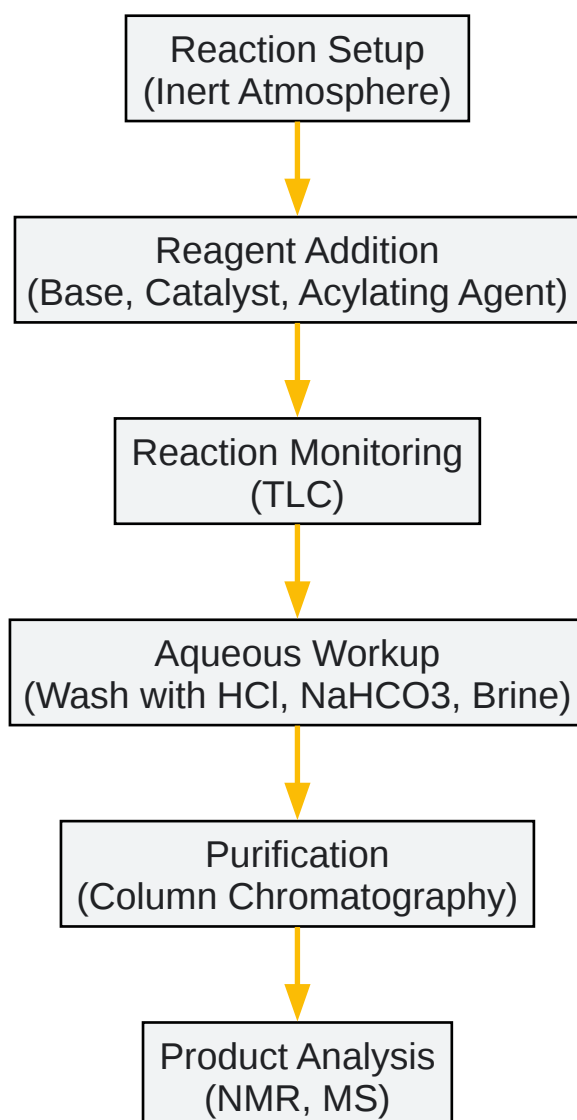 Reaction Setup
(Inert Atmosphere)
Reagent Addition
(Base, Catalyst, Acylating Agent)
Reaction Monitoring
(TLC)
Aqueous Workup
(Wash with HCl, NaHCO3, Brine)
Purification
(Column Chromatography)
Product Analysis
(NMR, MS)